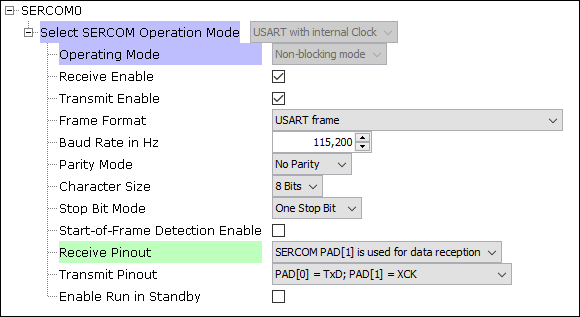 SERCOM0
Select SERCOM Operation Mode USART with internal Clock
Operating Mode Non-blocking mode
Receive Enable
Transmit Enable
Frame Format USART frame
Baud Rate in Hz 115,200
Parity Mode No Parity
Character Size 8 Bits
Stop Bit Mode One Stop Bit
Start-of-Frame Detection Enable
Receive Pinout SERCOM PAD[1] is used for data reception
Transmit Pinout PAD[0] = TxD; PAD[1] = XCK
Enable Run in Standby